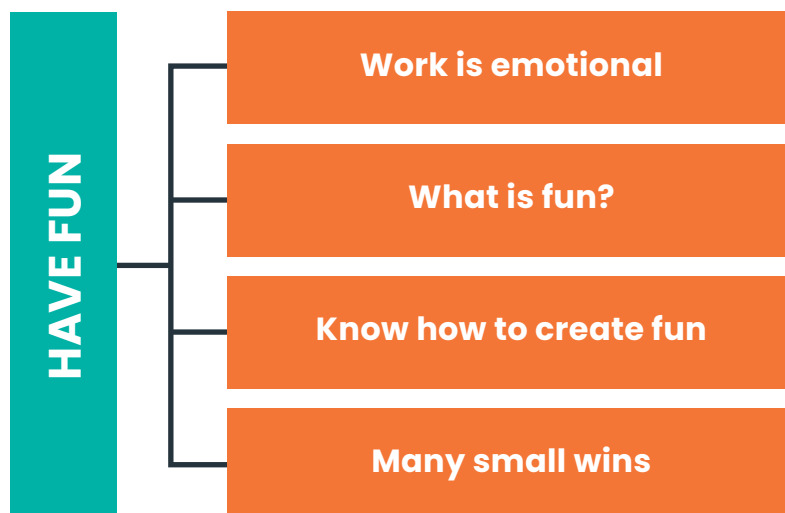 HAVE FUN
Work is emotional
What is fun?
Know how to create fun
Many small wins